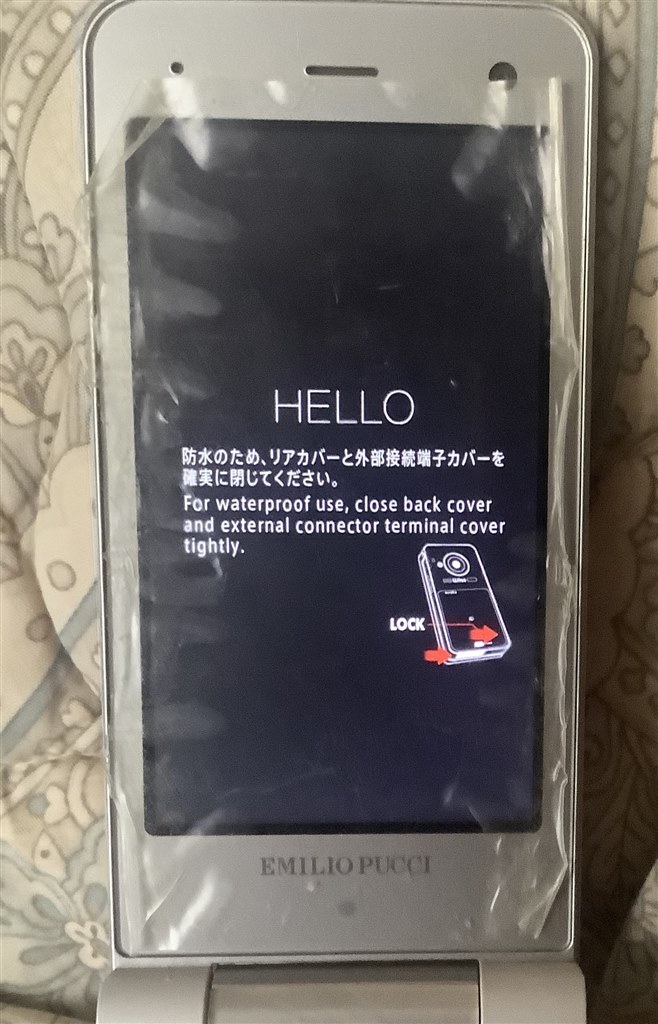 HELLO
防水のため、リアカバーと外部接続端子カバーを
確実に閉じてください。
For waterproof use, close back cover
and external connector terminal cover
tightly.
LOCK
EMILIO PUCCI